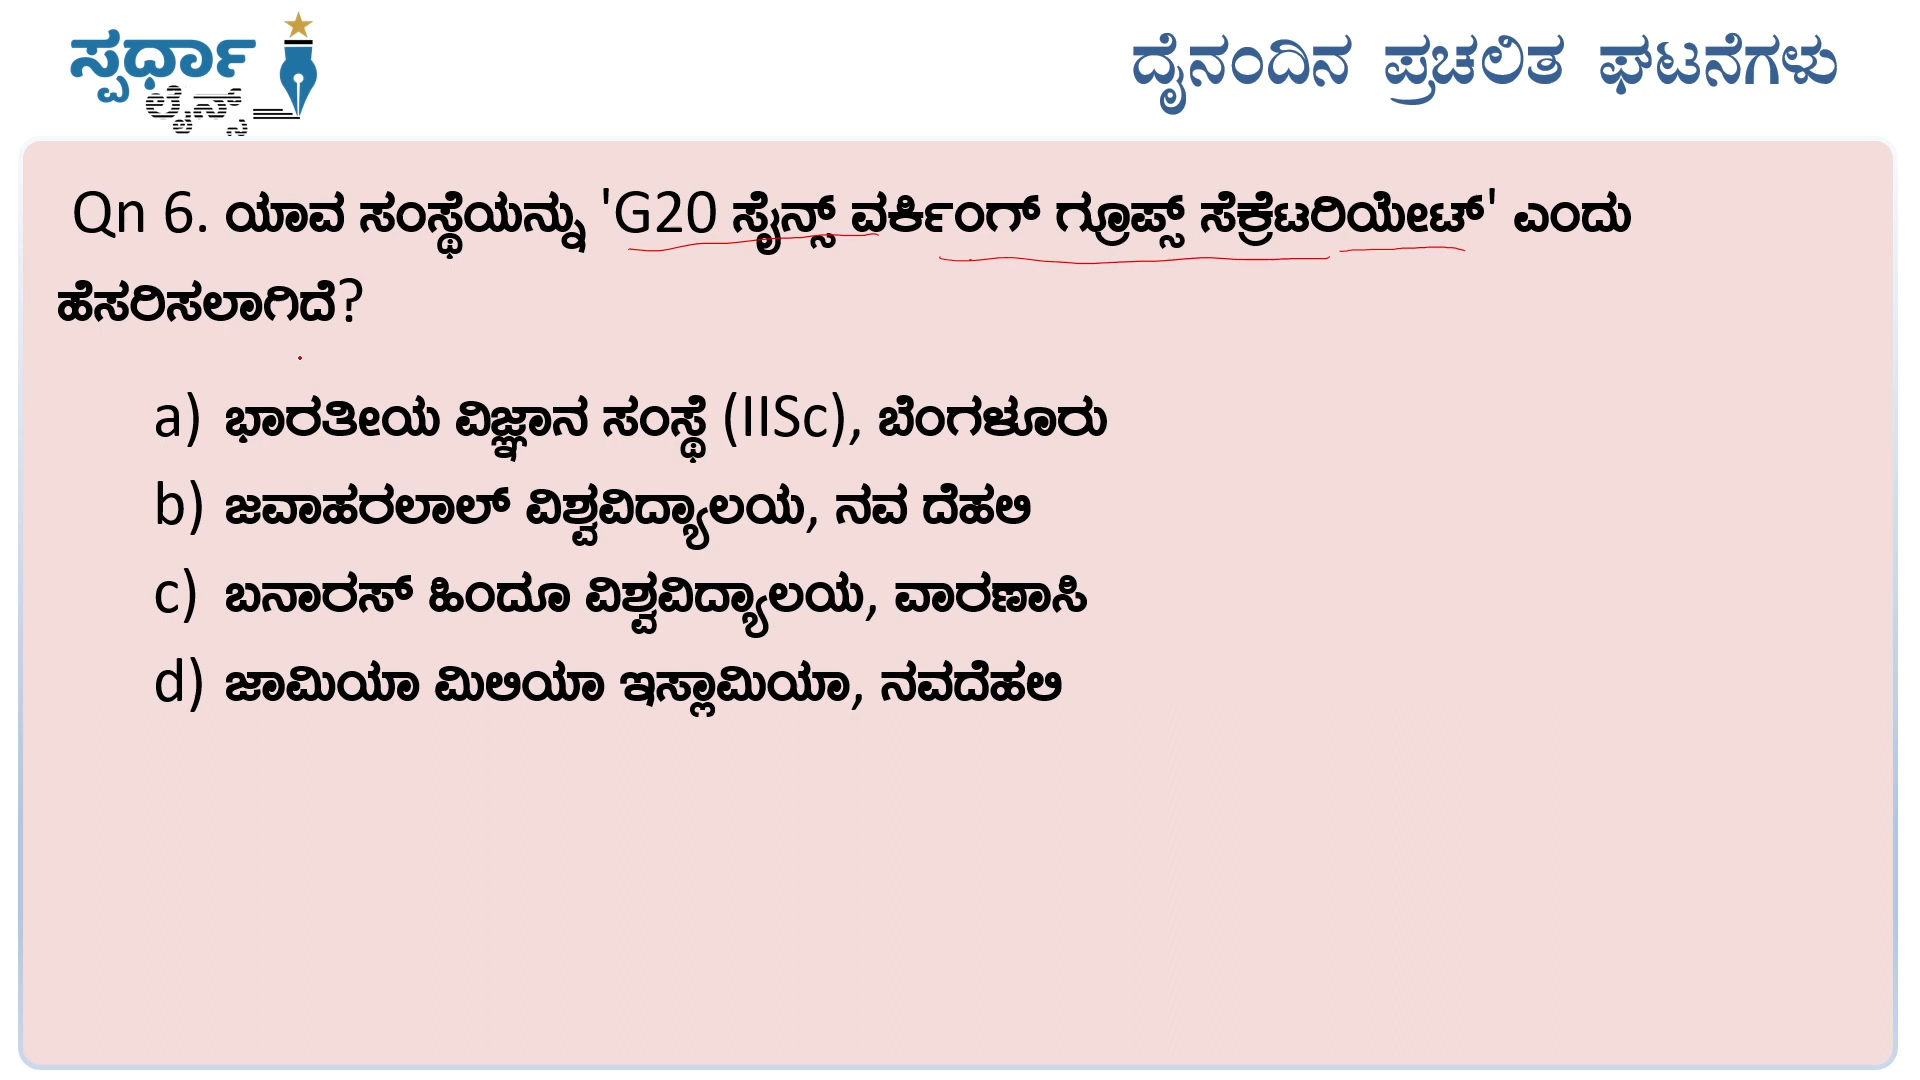 ಸ್ಪರ್ಧಾ
ಲೈನ್ಸ್
ದೈನಂದಿನ ಪ್ರಚಲಿತ ಘಟನೆಗಳು
Qn 6. ಯಾವ ಸಂಸ್ಥೆಯನ್ನು 'G20 ಸೈನ್ಸ್ ವರ್ಕಿಂಗ್ ಗ್ರೂಪ್ಸ್ ಸೆಕ್ರೆಟರಿಯೇಟ್' ಎಂದು
ಹೆಸರಿಸಲಾಗಿದೆ?
a) ಭಾರತೀಯ ವಿಜ್ಞಾನ ಸಂಸ್ಥೆ (IISc), ಬೆಂಗಳೂರು
b) ಜವಾಹರಲಾಲ್ ವಿಶ್ವವಿದ್ಯಾಲಯ, ನವ ದೆಹಲಿ
c) ಬನಾರಸ್ ಹಿಂದೂ ವಿಶ್ವವಿದ್ಯಾಲಯ, ವಾರಣಾಸಿ
d) ಜಾಮಿಯಾ ಮಿಲಿಯಾ ಇಸ್ಲಾಮಿಯಾ, ನವದೆಹಲಿ